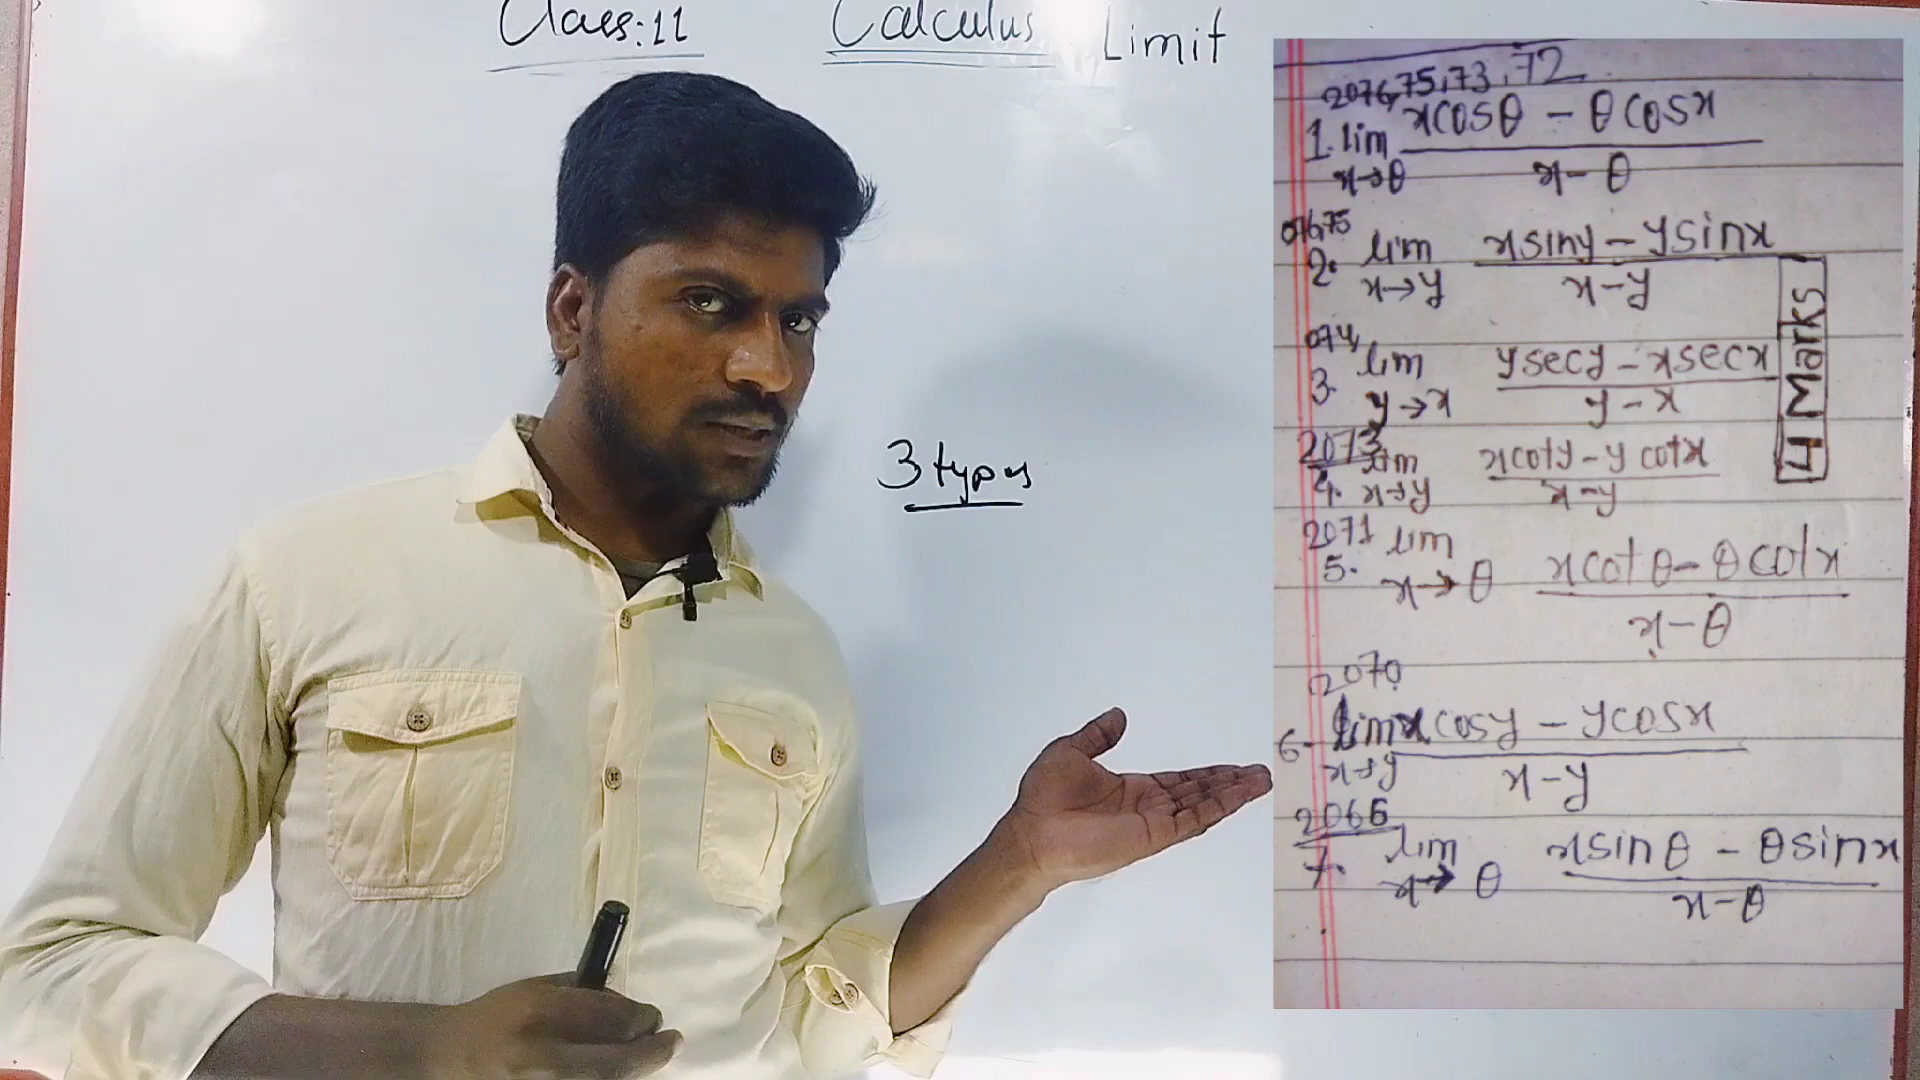 Class:11 Calculus Limit
3 types
2076,75,73,72
1. lim x→θ xcosθ - θcosx / x-θ
076,75
2. lim x→y xsiny - ysinx / x-y
4 Marks
074,
3. lim y→x ysecy - xsecx / y-x
2073
4. lim x→y xcoty - ycotx / x-y
2071
5. lim x→θ xcotθ - θcotx / x-θ
2070
6. lim x→y xcosy - ycosx / x-y
2066
7. lim x→θ xsinθ - θsinx / x-θ